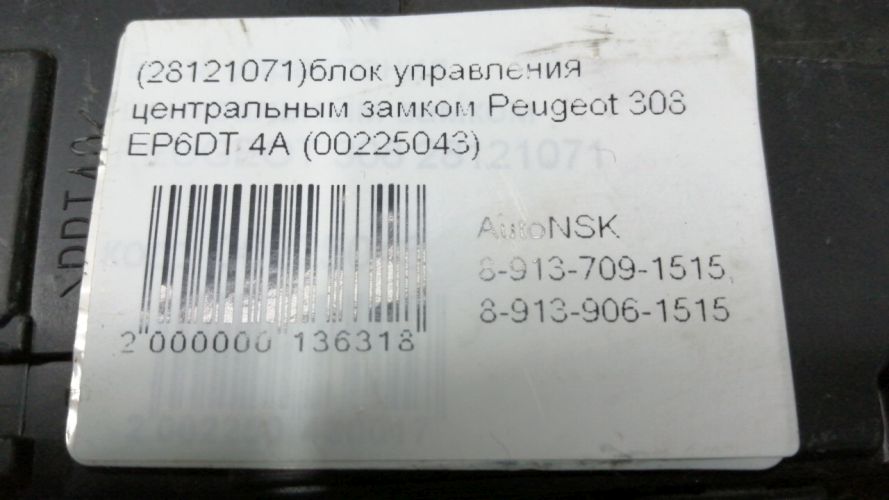 (28121071)блок управления
центральным замком Peugeot 308
EP6DT 4A (00225043)
AutoNSK
8-913-709-1515,
8-913-906-1515
2 000000 136318
28121071